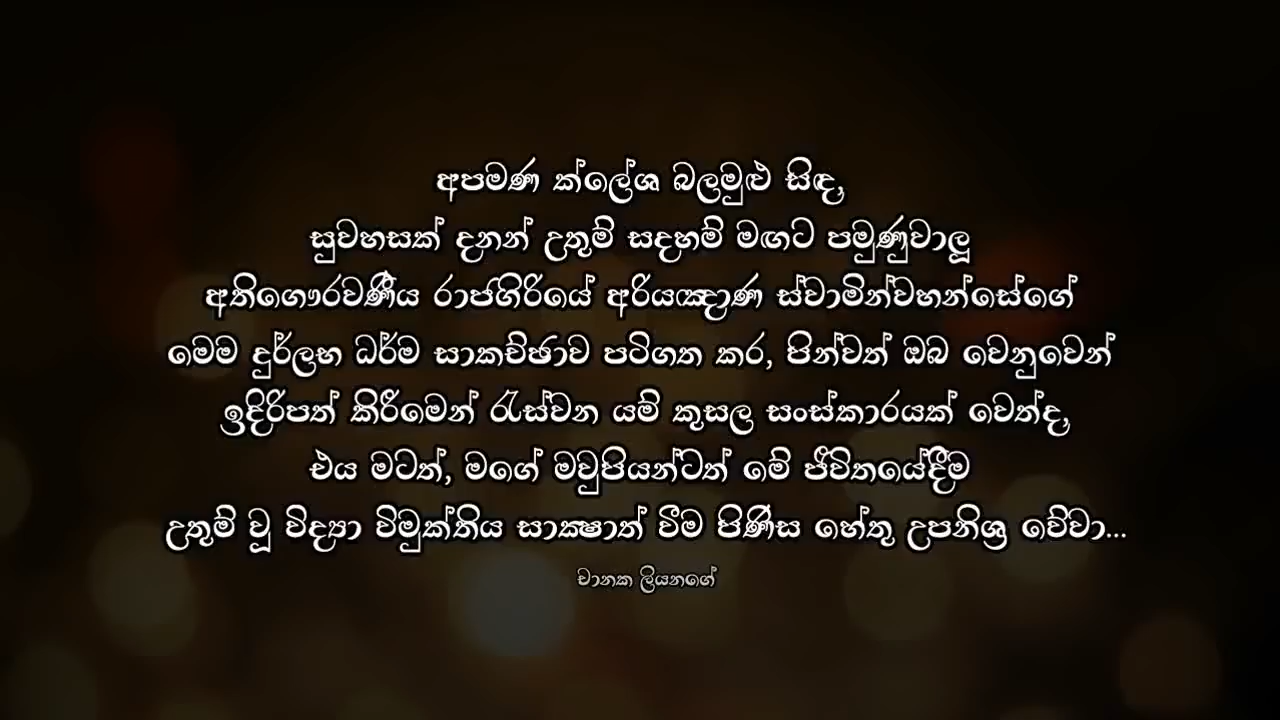 අපමණ ක්ලේශ බලමුළු සිඳ,
සුවහසක් දනන් උතුම් සදහම් මඟට පමුණුවාලූ
අතිගෞරවණීය රාජගිරියේ අරියඤාණ ස්වාමින්වහන්සේගේ
මෙම දුර්ලභ ධර්ම සාකච්ඡාව පටිගත කර, පින්වත් ඔබ වෙනුවෙන්
ඉදිරිපත් කිරීමෙන් රැස්වන යම් කුසල සංස්කාරයක් වෙත්ද,
එය මටත්, මගේ මවුපියන්ටත් මේ ජීවිතයේදීම
උතුම් වූ විද්‍යා විමුක්තිය සාක්‍ෂාත් වීම පිණිස හේතු උපනිශ්‍ර වේවා...
චානක ලියනගේ